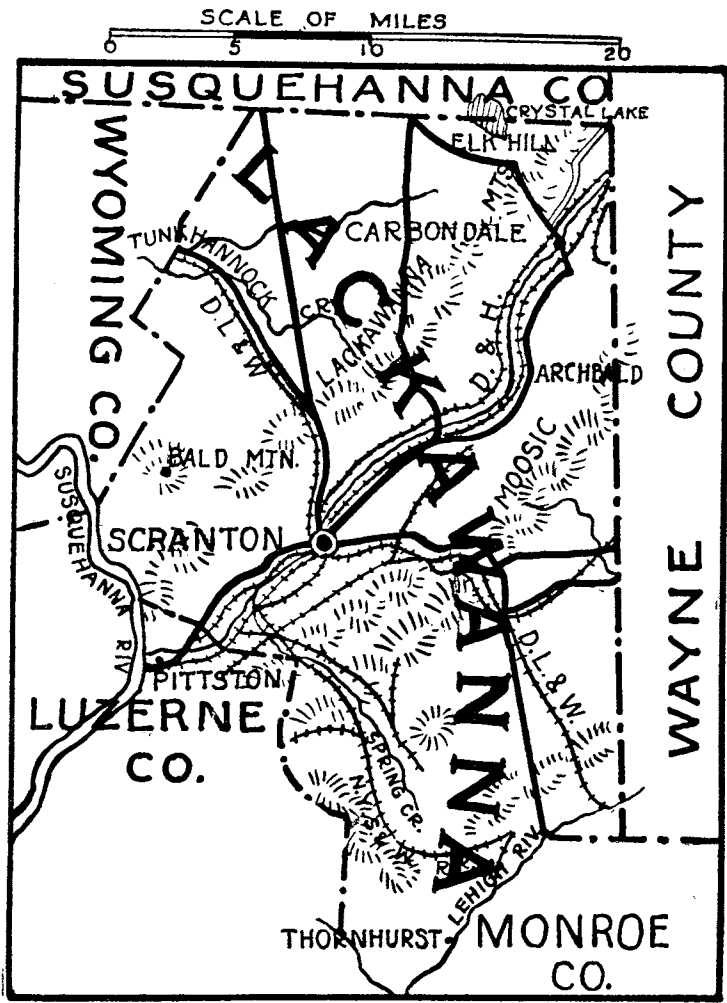 SCALE OF MILES
0 5 10 20
SUSQUEHANNA CO
CRYSTAL LAKE
ELK HILL
WYOMING CO.
LACKAWANNA
TUNKHANNOCK CR.
CARBONDALE
LACKAWANNA MTS
D. L & W.
D. & H.
ARCHBALD
WAYNE COUNTY
BALD MTN.
MOOSIC
SUSQUEHANNA RIV
SCRANTON
PITTSTON
D. L. & W.
LUZERNE
CO.
SPRING CR.
N.Y.S. & W. R.R.
LEHIGH RIV
THORNHURST
MONROE
CO.